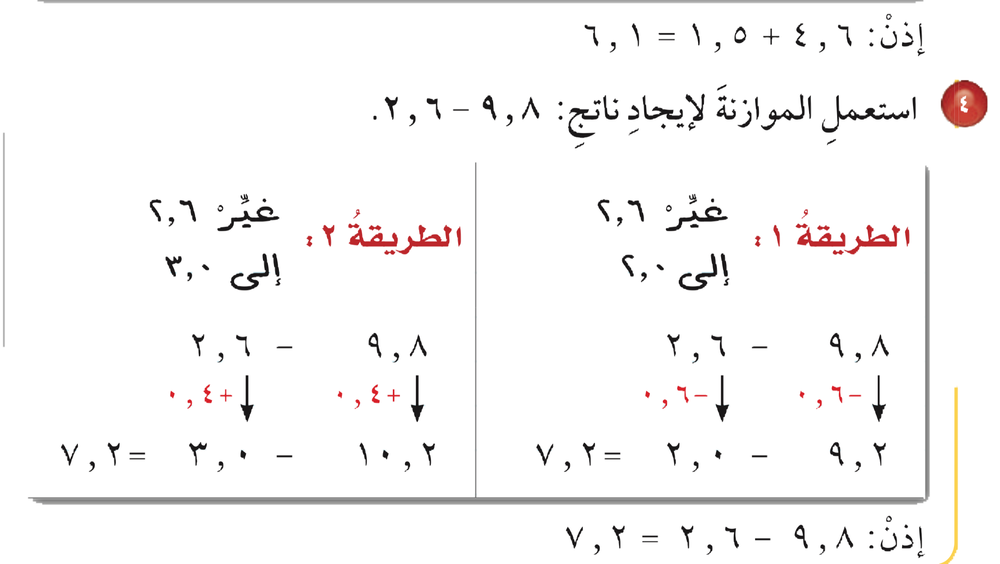 إذنْ: ٤,٦ + ١,٥ = ٦,١
٤ استعملِ الموازنةَ لإيجادِ ناتجِ: ٩,٨ – ٢,٦ .
الطريقةُ ١ : غيِّرْ ٢,٦
إلى ٢,٠
٩,٨ – ٢,٦
–٠,٦ –٠,٦
٩,٢ – ٢,٠ = ٧,٢
الطريقةُ ٢ : غيِّرْ ٢,٦
إلى ٣,٠
٩,٨ – ٢,٦
+٠,٤ +٠,٤
١٠,٢ – ٣,٠ = ٧,٢
إذنْ: ٩,٨ – ٢,٦ = ٧,٢